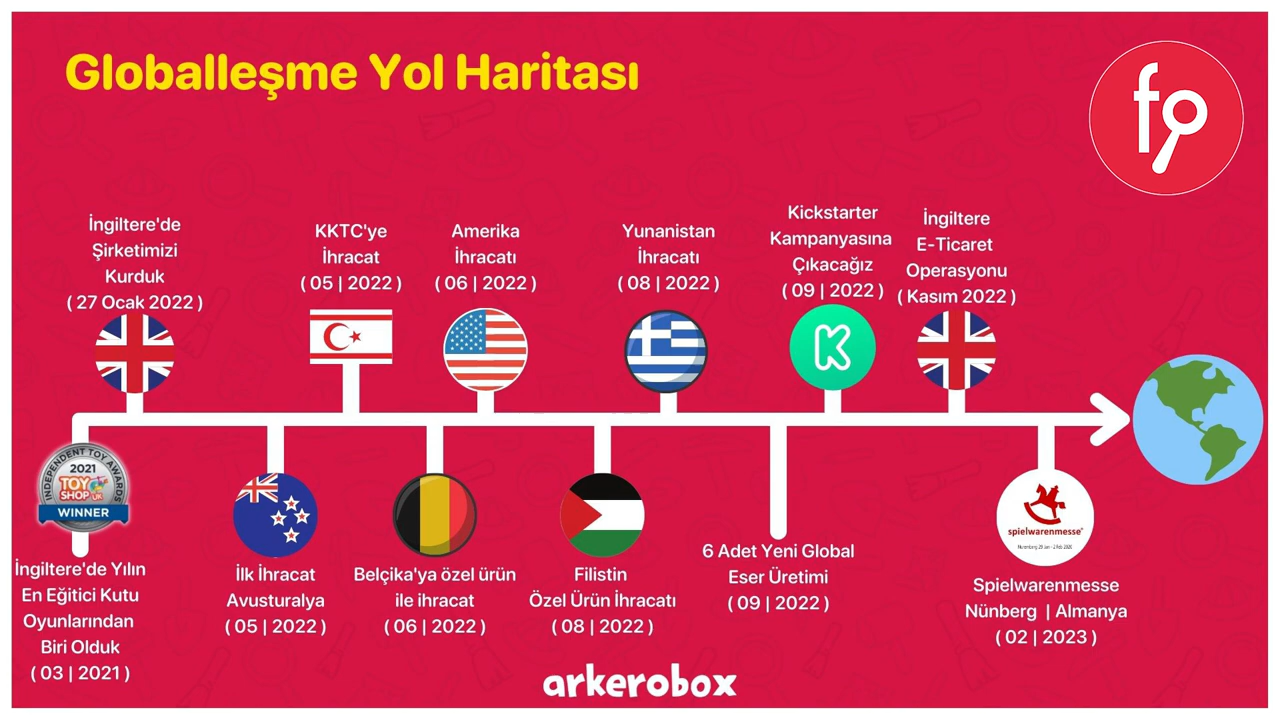 Globalleşme Yol Haritası
fg
İngiltere'de
Şirketimizi
Kurduk
( 27 Ocak 2022 )
KKTC'ye
İhracat
( 05 | 2022 )
Amerika
İhracatı
( 06 | 2022 )
Yunanistan
İhracatı
( 08 | 2022 )
Kickstarter
Kampanyasına
Çıkacağız
( 09 | 2022 )
İngiltere
E-Ticaret
Operasyonu
( Kasım 2022 )
K
INDEPENDENT TOY AWARDS
2021
TOY
SHOP UK
WINNER
İngiltere'de Yılın
En Eğitici Kutu
Oyunlarından
Biri Olduk
( 03 | 2021 )
İlk İhracat
Avusturalya
( 05 | 2022 )
Belçika'ya özel ürün
ile ihracat
( 06 | 2022 )
Filistin
Özel Ürün İhracatı
( 08 | 2022 )
6 Adet Yeni Global
Eser Üretimi
( 09 | 2022 )
spielwarenmesse
Spielwarenmesse
Nünberg | Almanya
( 02 | 2023 )
arkerobox